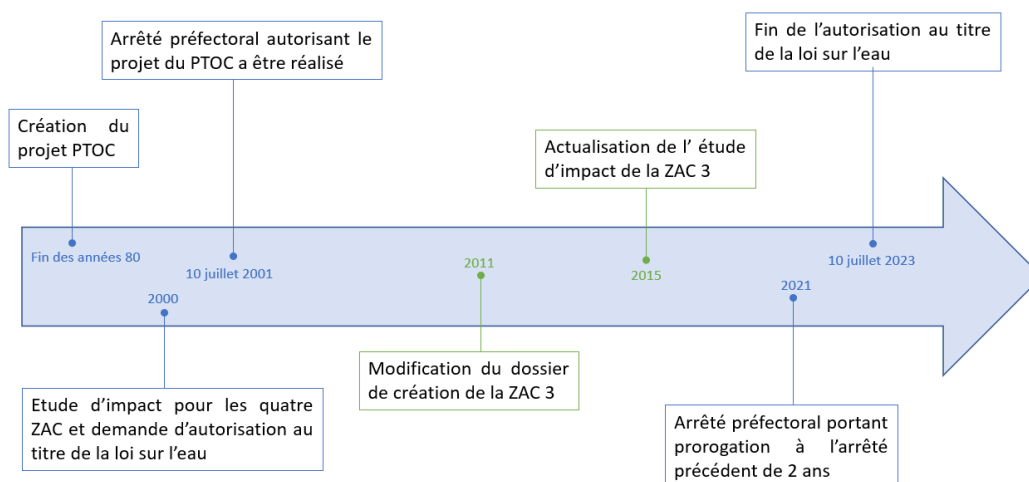 Arrêté préfectoral autorisant le
projet du PTOC a être réalisé
Fin de l'autorisation au titre
de la loi sur l'eau
Création du
projet PTOC
Actualisation de l' étude
d'impact de la ZAC 3
Fin des années 80
10 juillet 2001
2011
2015
10 juillet 2023
2000
2021
Modification du dossier
de création de la ZAC 3
Etude d'impact pour les quatre
ZAC et demande d'autorisation au
titre de la loi sur l'eau
Arrêté préfectoral portant
prorogation à l'arrêté
précédent de 2 ans